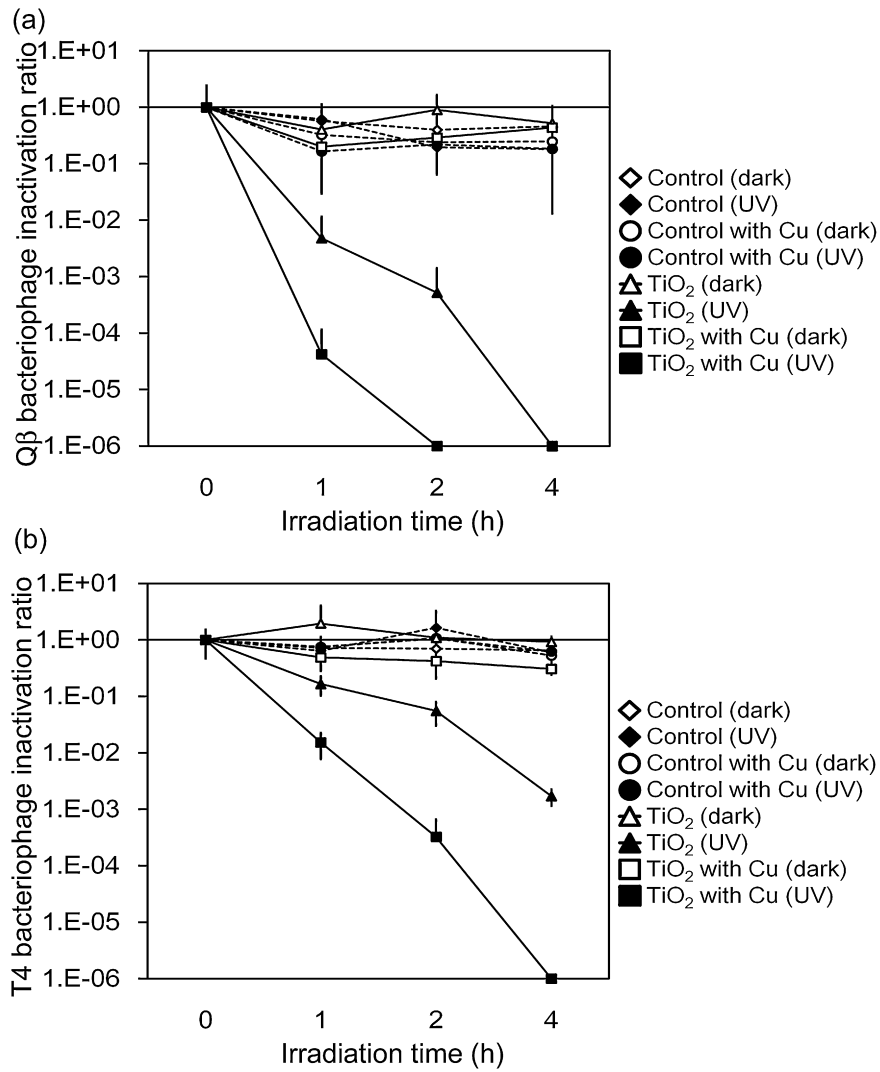 (a)
Qβ bacteriophage inactivation ratio
1.E+01
1.E+00
1.E-01
1.E-02
1.E-03
1.E-04
1.E-05
1.E-06
0 1 2 4
Irradiation time (h)
Control (dark)
Control (UV)
Control with Cu (dark)
Control with Cu (UV)
TiO₂ (dark)
TiO₂ (UV)
TiO₂ with Cu (dark)
TiO₂ with Cu (UV)
(b)
T4 bacteriophage inactivation ratio
1.E+01
1.E+00
1.E-01
1.E-02
1.E-03
1.E-04
1.E-05
1.E-06
0 1 2 4
Irradiation time (h)
Control (dark)
Control (UV)
Control with Cu (dark)
Control with Cu (UV)
TiO₂ (dark)
TiO₂ (UV)
TiO₂ with Cu (dark)
TiO₂ with Cu (UV)